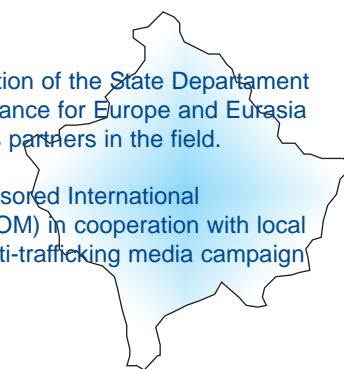 tion of the State Departament
ance for Europe and Eurasia
s partners in the field.
sored International
OM) in cooperation with local
ti-trafficking media campaign